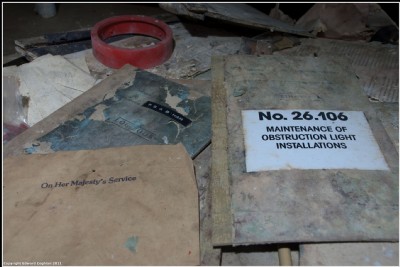 No. 26.106
MAINTENANCE OF
OBSTRUCTION LIGHT
INSTALLATIONS
On Her Majesty's Service